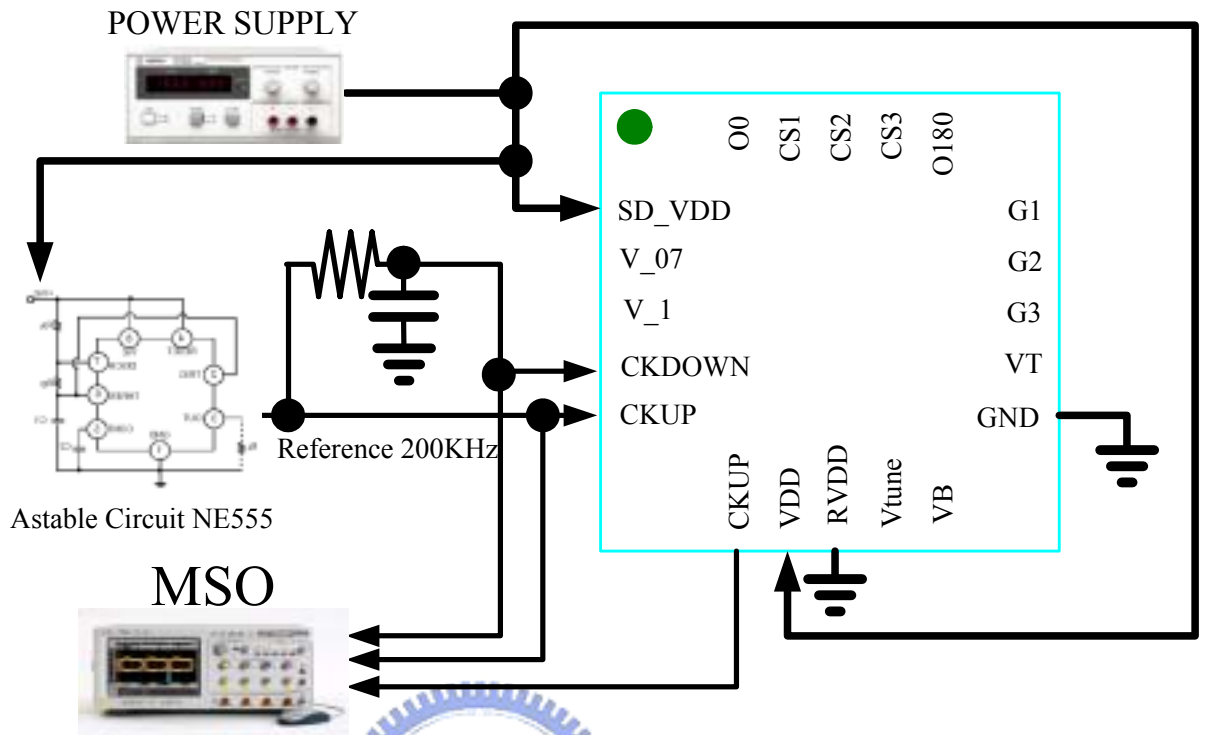 POWER SUPPLY
O0
CS1
CS2
CS3
O180
SD_VDD
V_07
V_1
CKDOWN
CKUP
G1
G2
G3
VT
GND
CKUP
VDD
RVDD
Vtune
VB
Reference 200KHz
Astable Circuit NE555
MSO